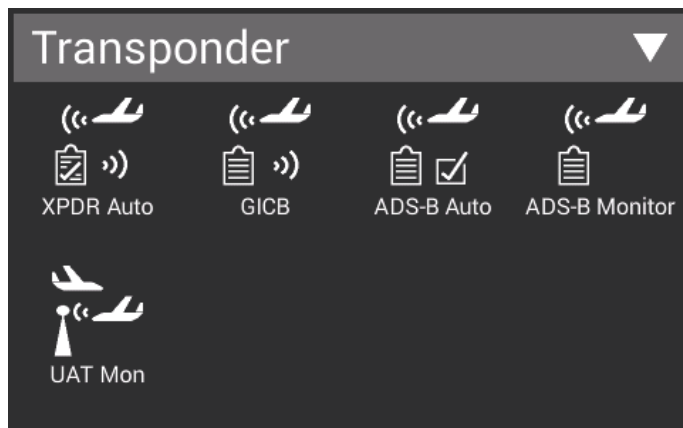 Transponder
XPDR Auto
GICB
ADS-B Auto
ADS-B Monitor
UAT Mon